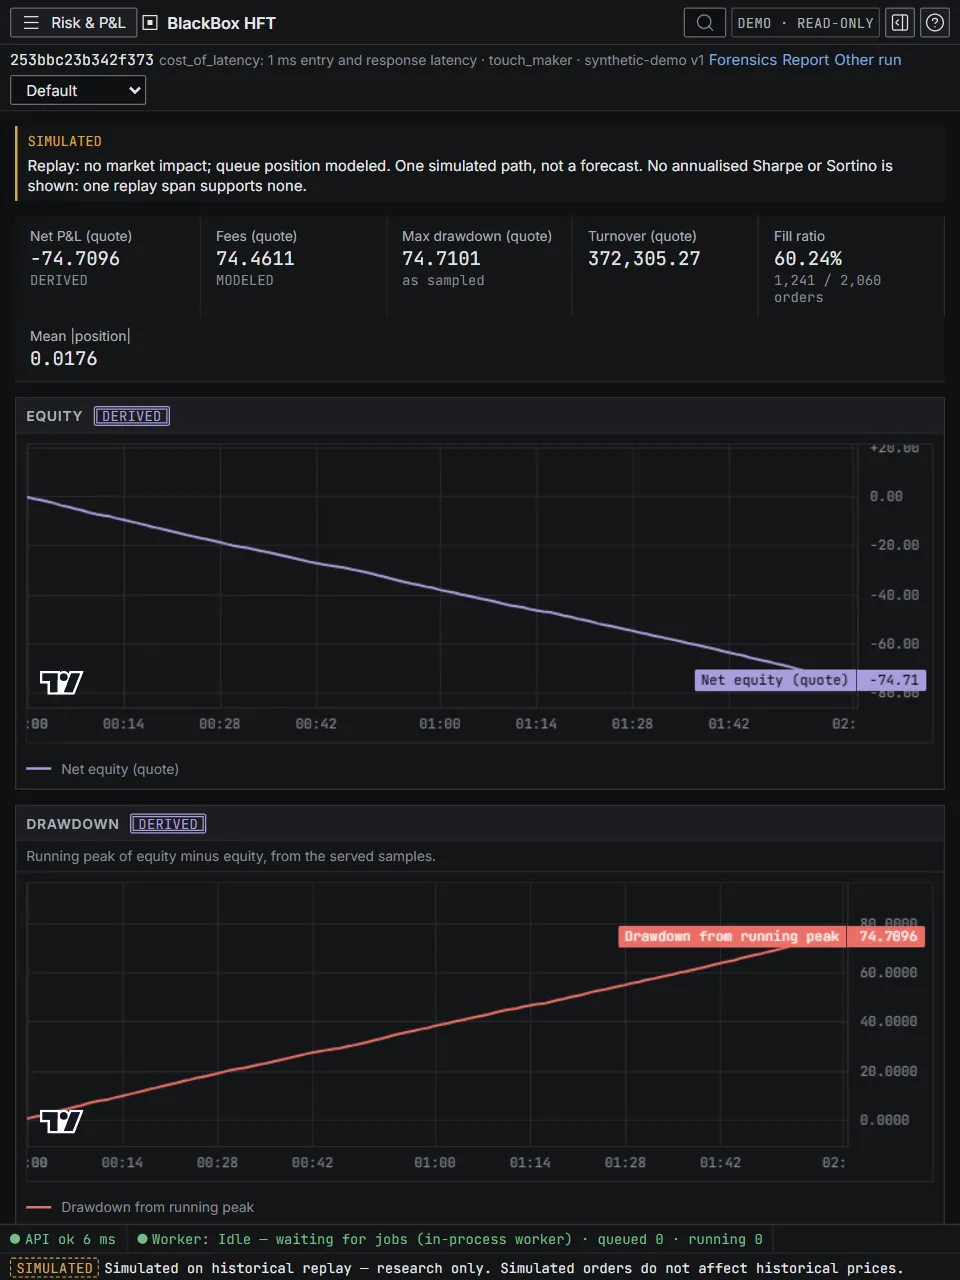 Risk & P&L
BlackBox HFT
DEMO · READ-ONLY
253bbc23b342f373 cost_of_latency: 1 ms entry and response latency · touch_maker · synthetic-demo v1 Forensics Report Other run
Default
SIMULATED
Replay: no market impact; queue position modeled. One simulated path, not a forecast. No annualised Sharpe or Sortino is
shown: one replay span supports none.
Net P&L (quote)
-74.7096
DERIVED
Fees (quote)
74.4611
MODELED
Max drawdown (quote)
74.7101
as sampled
Turnover (quote)
372,305.27
Fill ratio
60.24%
1,241 / 2,060
orders
Mean |position|
0.0176
EQUITY DERIVED
+20.00
0.00
-20.00
-40.00
-60.00
Net equity (quote) -74.71
-80.00
:00 00:14 00:28 00:42 01:00 01:14 01:28 01:42 02:
Net equity (quote)
DRAWDOWN DERIVED
Running peak of equity minus equity, from the served samples.
80.0000
Drawdown from running peak 74.7096
60.0000
40.0000
20.0000
0.0000
:00 00:14 00:28 00:42 01:00 01:14 01:28 01:42 02:
Drawdown from running peak
API ok 6 ms Worker: Idle — waiting for jobs (in-process worker) · queued 0 · running 0
SIMULATED Simulated on historical replay — research only. Simulated orders do not affect historical prices.